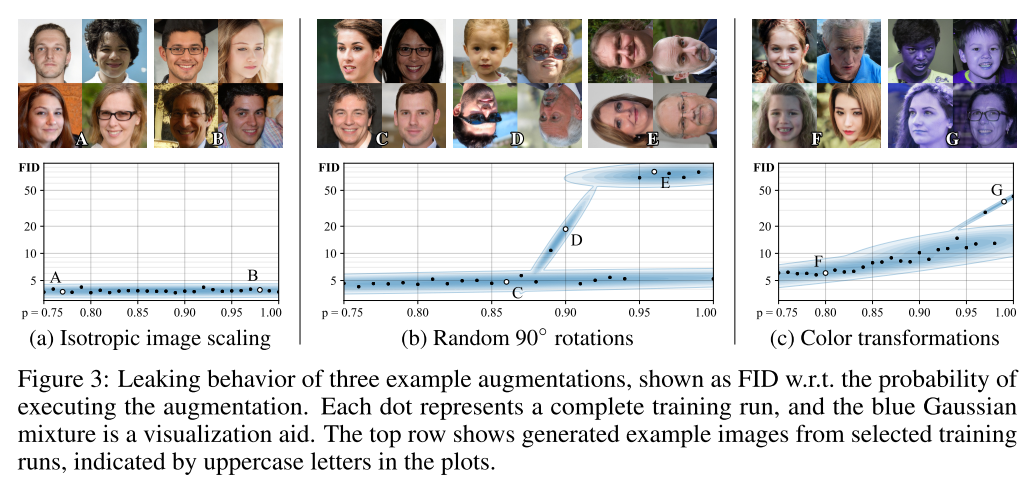 A B C D E F G
FID FID FID
50 50 50
A B E G
20 20 20
D
10 10 10
F
5 5 5
C
p = 0.75 0.80 0.85 0.90 0.95 1.00 p = 0.75 0.80 0.85 0.90 0.95 1.00 p = 0.75 0.80 0.85 0.90 0.95 1.00
(a) Isotropic image scaling (b) Random 90° rotations (c) Color transformations
Figure 3: Leaking behavior of three example augmentations, shown as FID w.r.t. the probability of
executing the augmentation. Each dot represents a complete training run, and the blue Gaussian
mixture is a visualization aid. The top row shows generated example images from selected training
runs, indicated by uppercase letters in the plots.